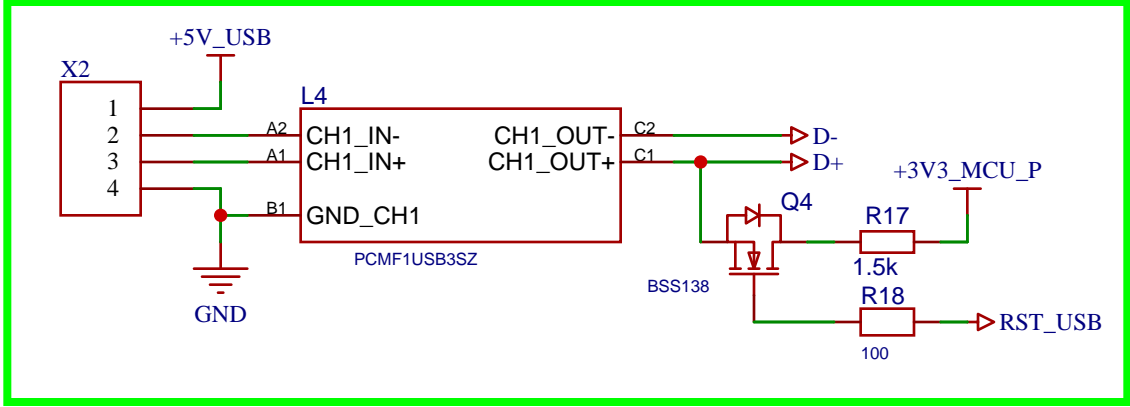 +5V_USB
X2
1
2
3
4
L4
A2
CH1_IN-
A1
CH1_IN+
B1
GND_CH1
CH1_OUT-
C2
CH1_OUT+
C1
PCMF1USB3SZ
GND
D-
D+
+3V3_MCU_P
Q4
BSS138
R17
1.5k
R18
100
RST_USB